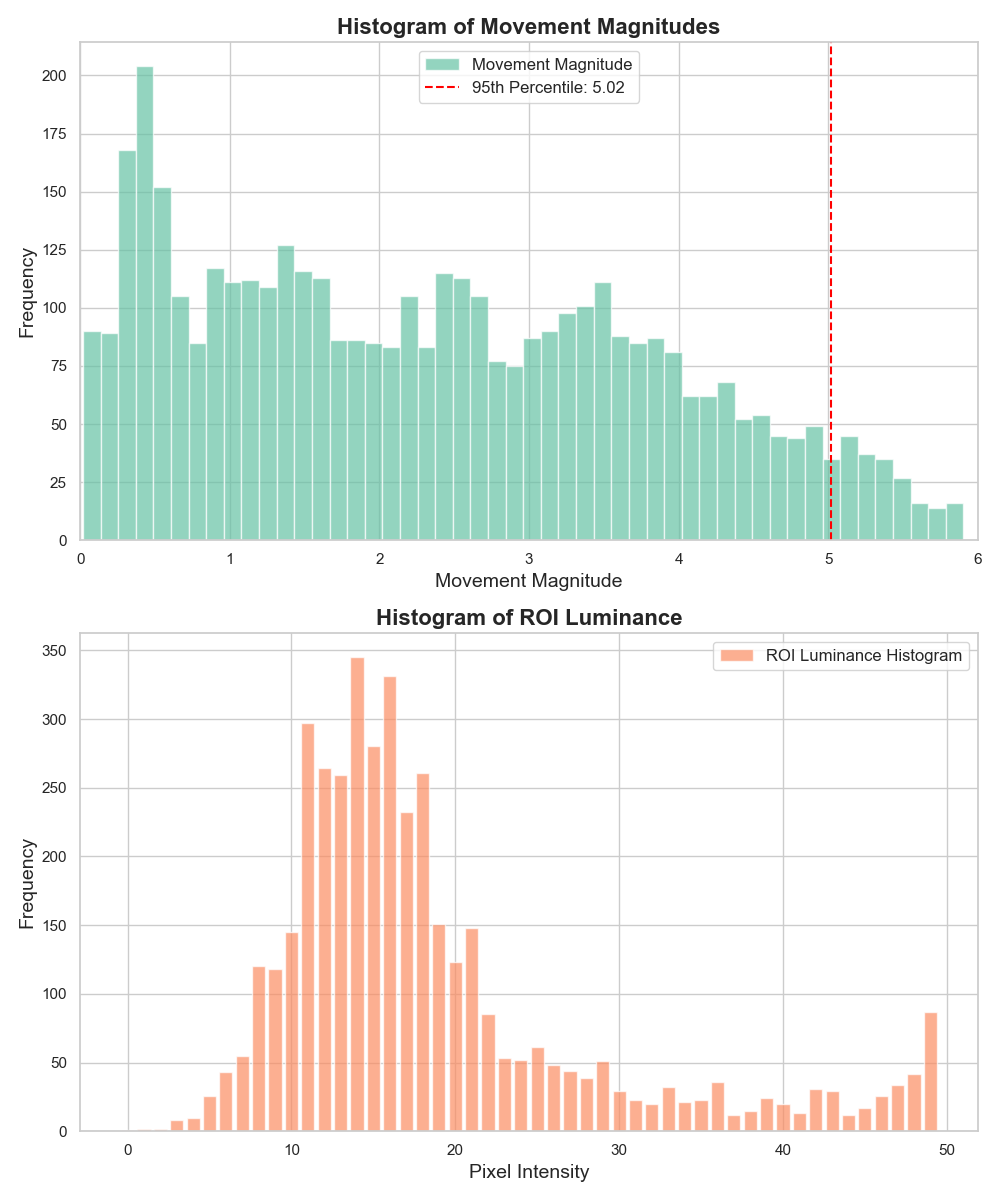 Histogram of Movement Magnitudes
Movement Magnitude
95th Percentile: 5.02
Frequency
200
175
150
125
100
75
50
25
0
0 1 2 3 4 5 6
Movement Magnitude
Histogram of ROI Luminance
ROI Luminance Histogram
Frequency
350
300
250
200
150
100
50
0
0 10 20 30 40 50
Pixel Intensity